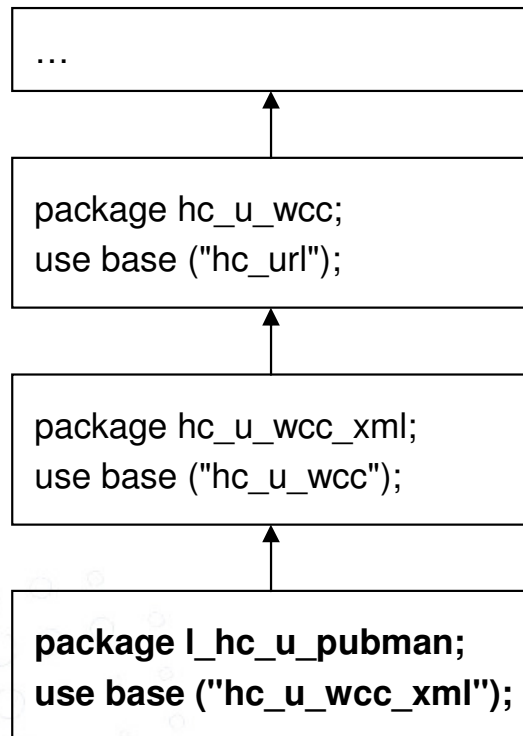 …
package hc_u_wcc;
use base ("hc_url");
package hc_u_wcc_xml;
use base ("hc_u_wcc");
package l_hc_u_pubman;
use base ("hc_u_wcc_xml");